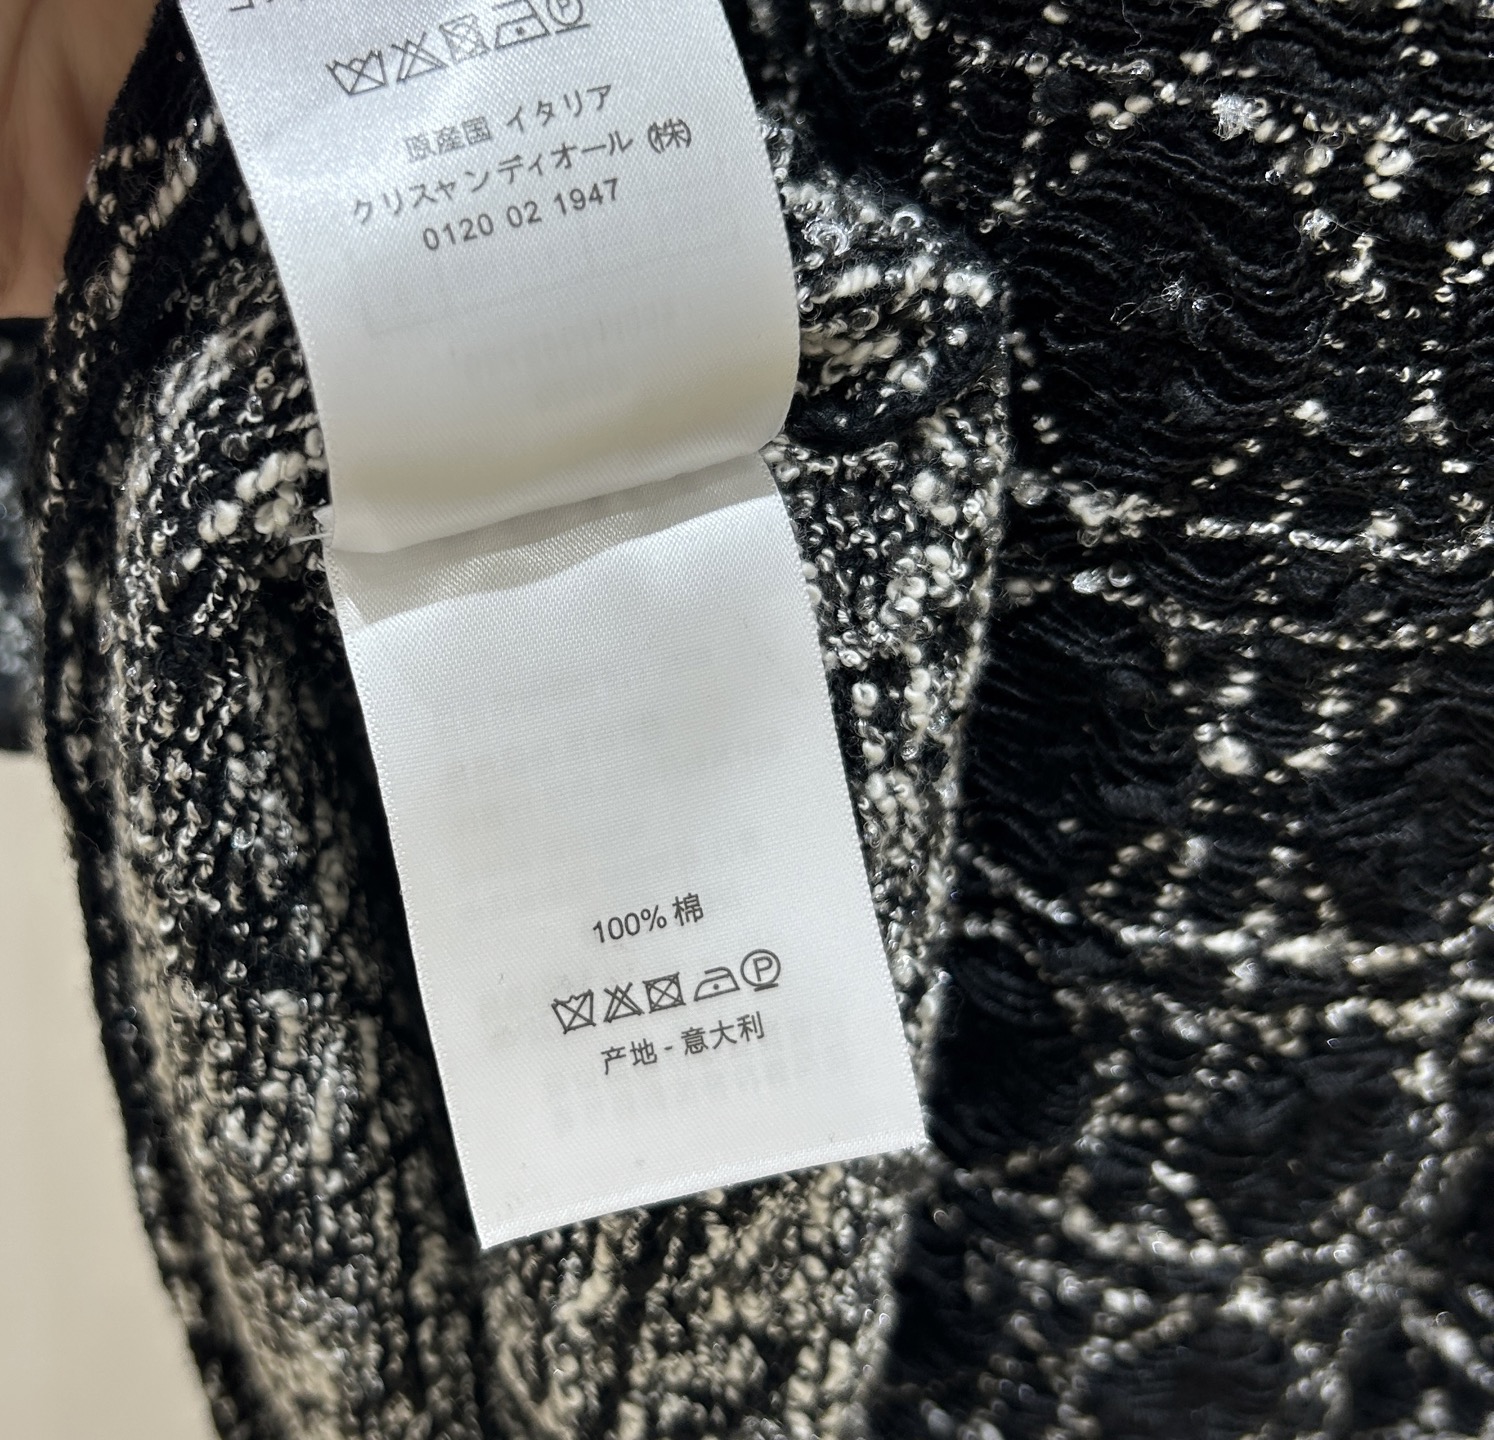 原産国 イタリア
クリスャンディオール ㈱
0120 02 1947
100% 棉
产地 - 意大利